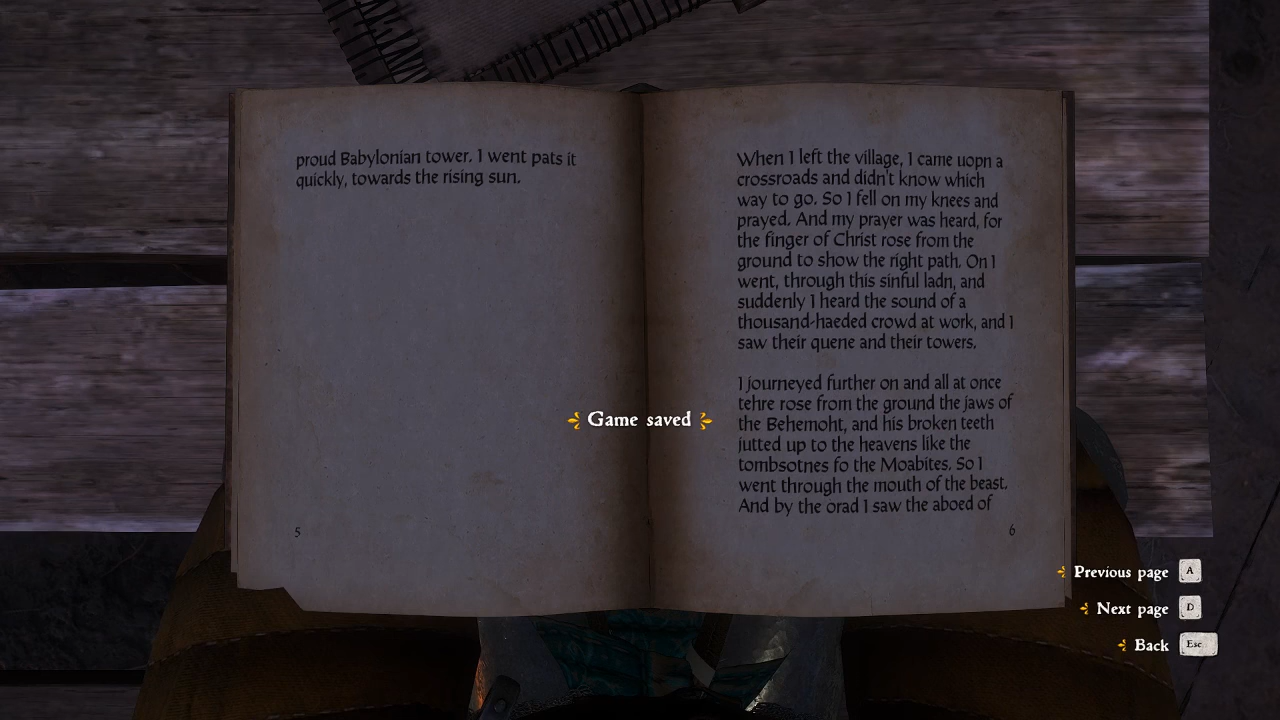 proud Babylonian tower. I went pats it
quickly, towards the rising sun.
5
When I left the village, I came uopn a
crossroads and didn't know which
way to go. So I fell on my knees and
prayed. And my prayer was heard, for
the finger of Christ rose from the
ground to show the right path. On I
went, through this sinful ladn, and
suddenly I heard the sound of a
thousand-haeded crowd at work, and I
saw their quene and their towers.
I journeyed further on and all at once
tehre rose from the ground the jaws of
the Behemoht, and his broken teeth
jutted up to the heavens like the
tombsotnes fo the Moabites. So I
went through the mouth of the beast.
And by the orad I saw the aboed of
6
Game saved
Previous page A
Next page D
Back Esc